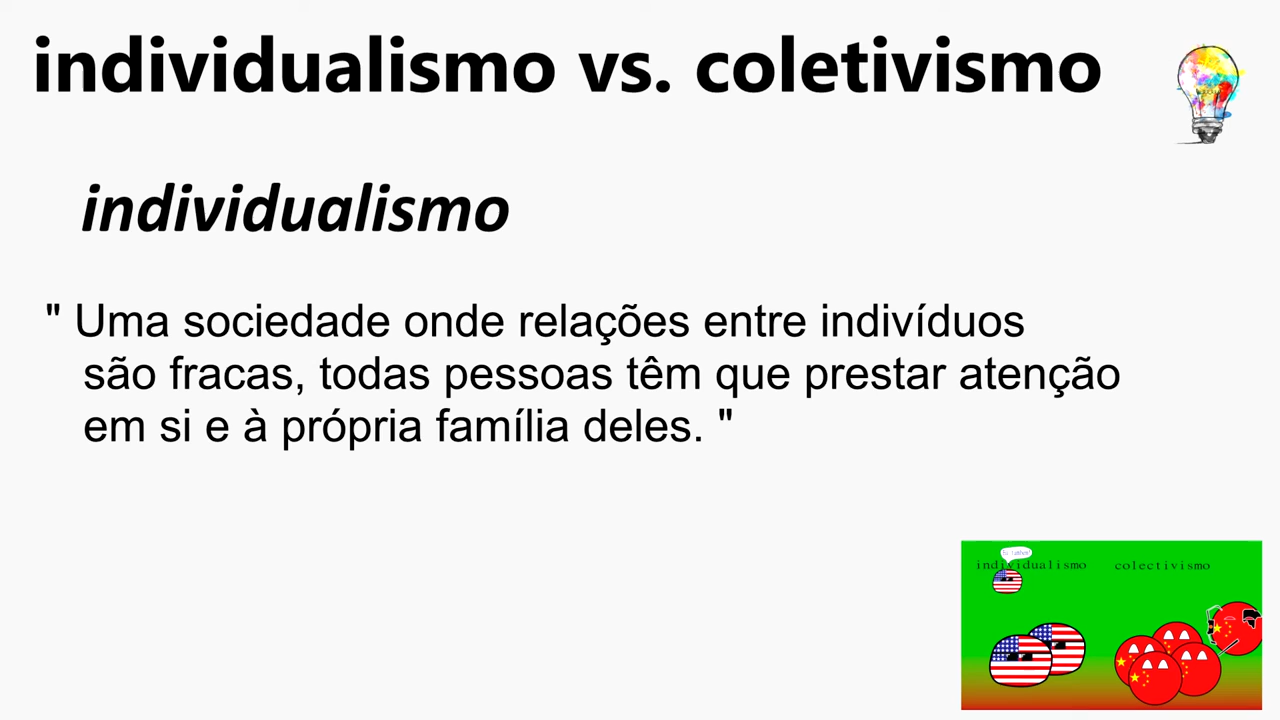 individualismo vs. coletivismo
individualismo
" Uma sociedade onde relações entre indivíduos
são fracas, todas pessoas têm que prestar atenção
em si e à própria família deles. "
individualismo colectivismo